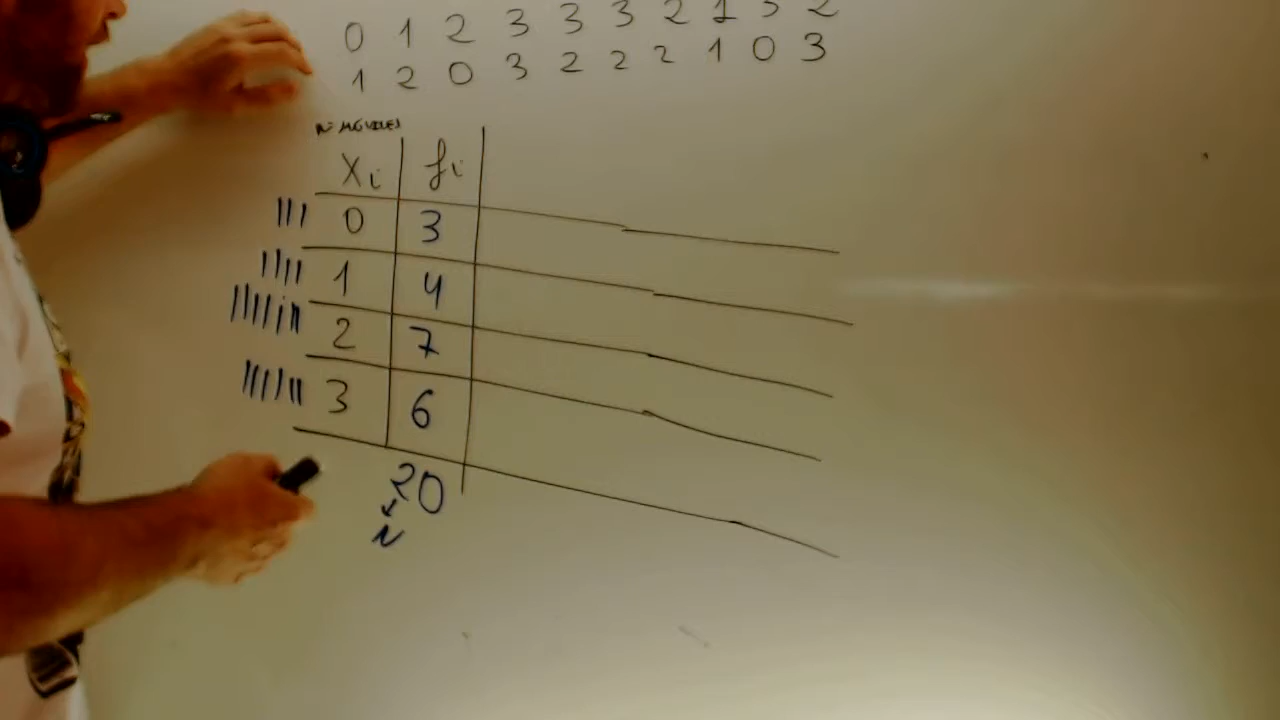 0 1 2 3 3 3 2 1 3 2
1 2 0 3 2 2 2 1 0 3
Nº MÓVILES
xi fi
0 3
1 4
2 7
3 6
20
↓
N